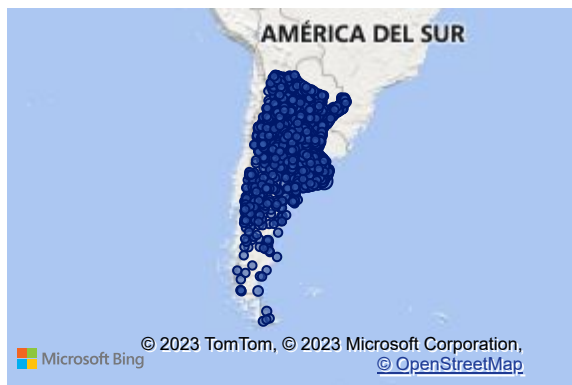 AMÉRICA DEL SUR
© 2023 TomTom, © 2023 Microsoft Corporation,
Microsoft Bing
© OpenStreetMap